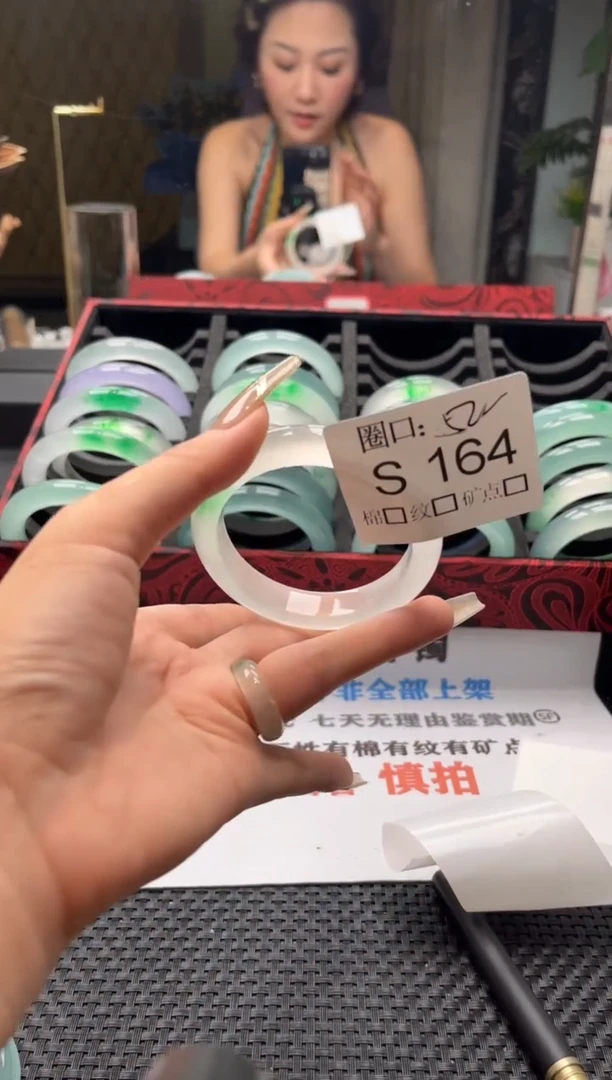 圈口:
S 164
棉□ 纹□ 矿点□
非全部上架
七天无理由鉴赏期
性有棉有纹有矿点
慎拍